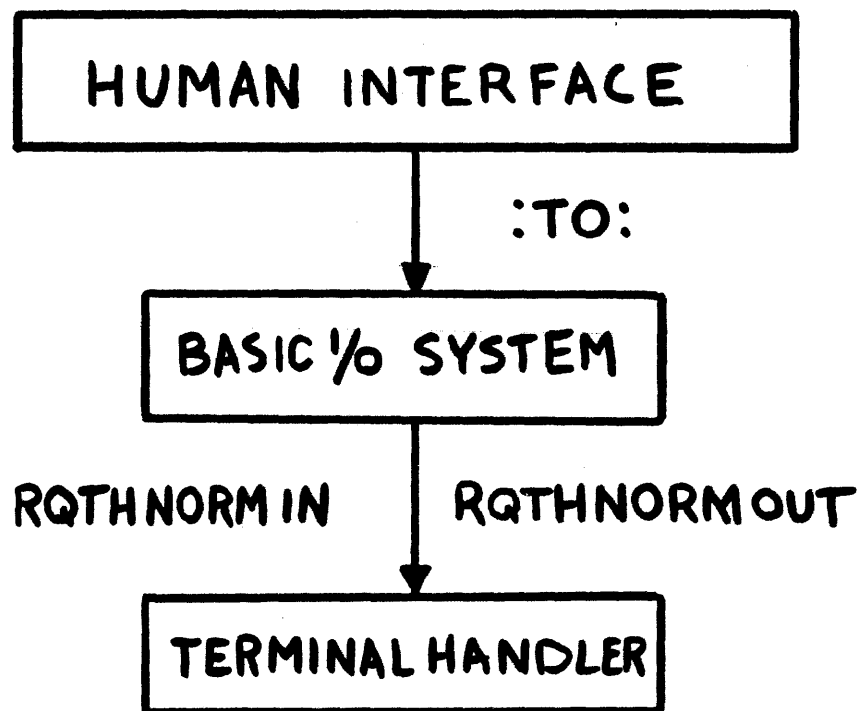 HUMAN INTERFACE
:TO:
BASIC I/O SYSTEM
RQTHNORMIN RQTHNORMOUT
TERMINAL HANDLER